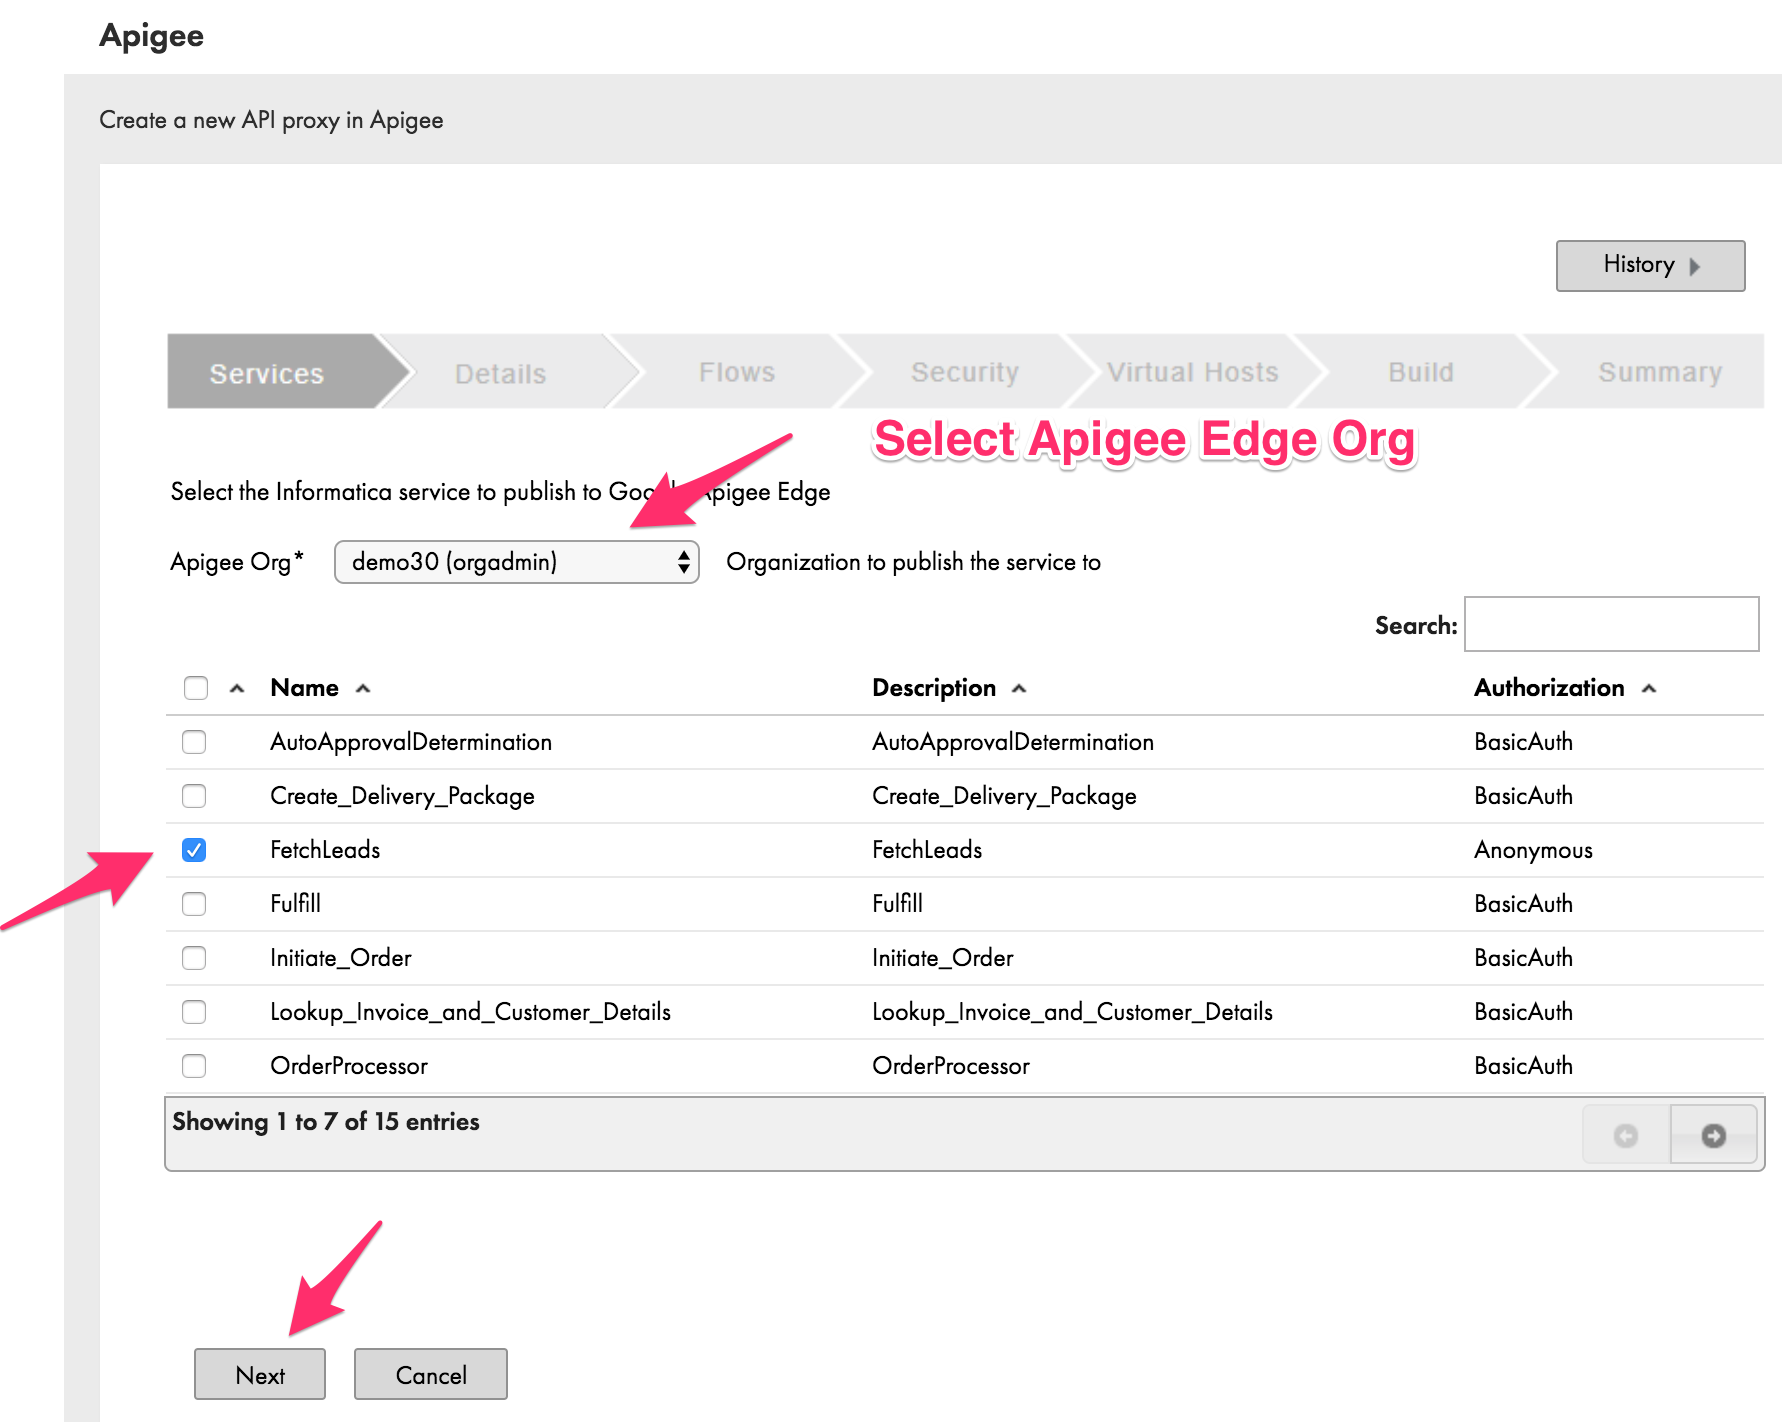 Apigee
Create a new API proxy in Apigee
History
Services Details Flows Security Virtual Hosts Build Summary
Select Apigee Edge Org
Select the Informatica service to publish to Google Apigee Edge
Apigee Org* demo30 (orgadmin) Organization to publish the service to
Search:
Name Description Authorization
AutoApprovalDetermination AutoApprovalDetermination BasicAuth
Create_Delivery_Package Create_Delivery_Package BasicAuth
FetchLeads FetchLeads Anonymous
Fulfill Fulfill BasicAuth
Initiate_Order Initiate_Order BasicAuth
Lookup_Invoice_and_Customer_Details Lookup_Invoice_and_Customer_Details BasicAuth
OrderProcessor OrderProcessor BasicAuth
Showing 1 to 7 of 15 entries
Next Cancel